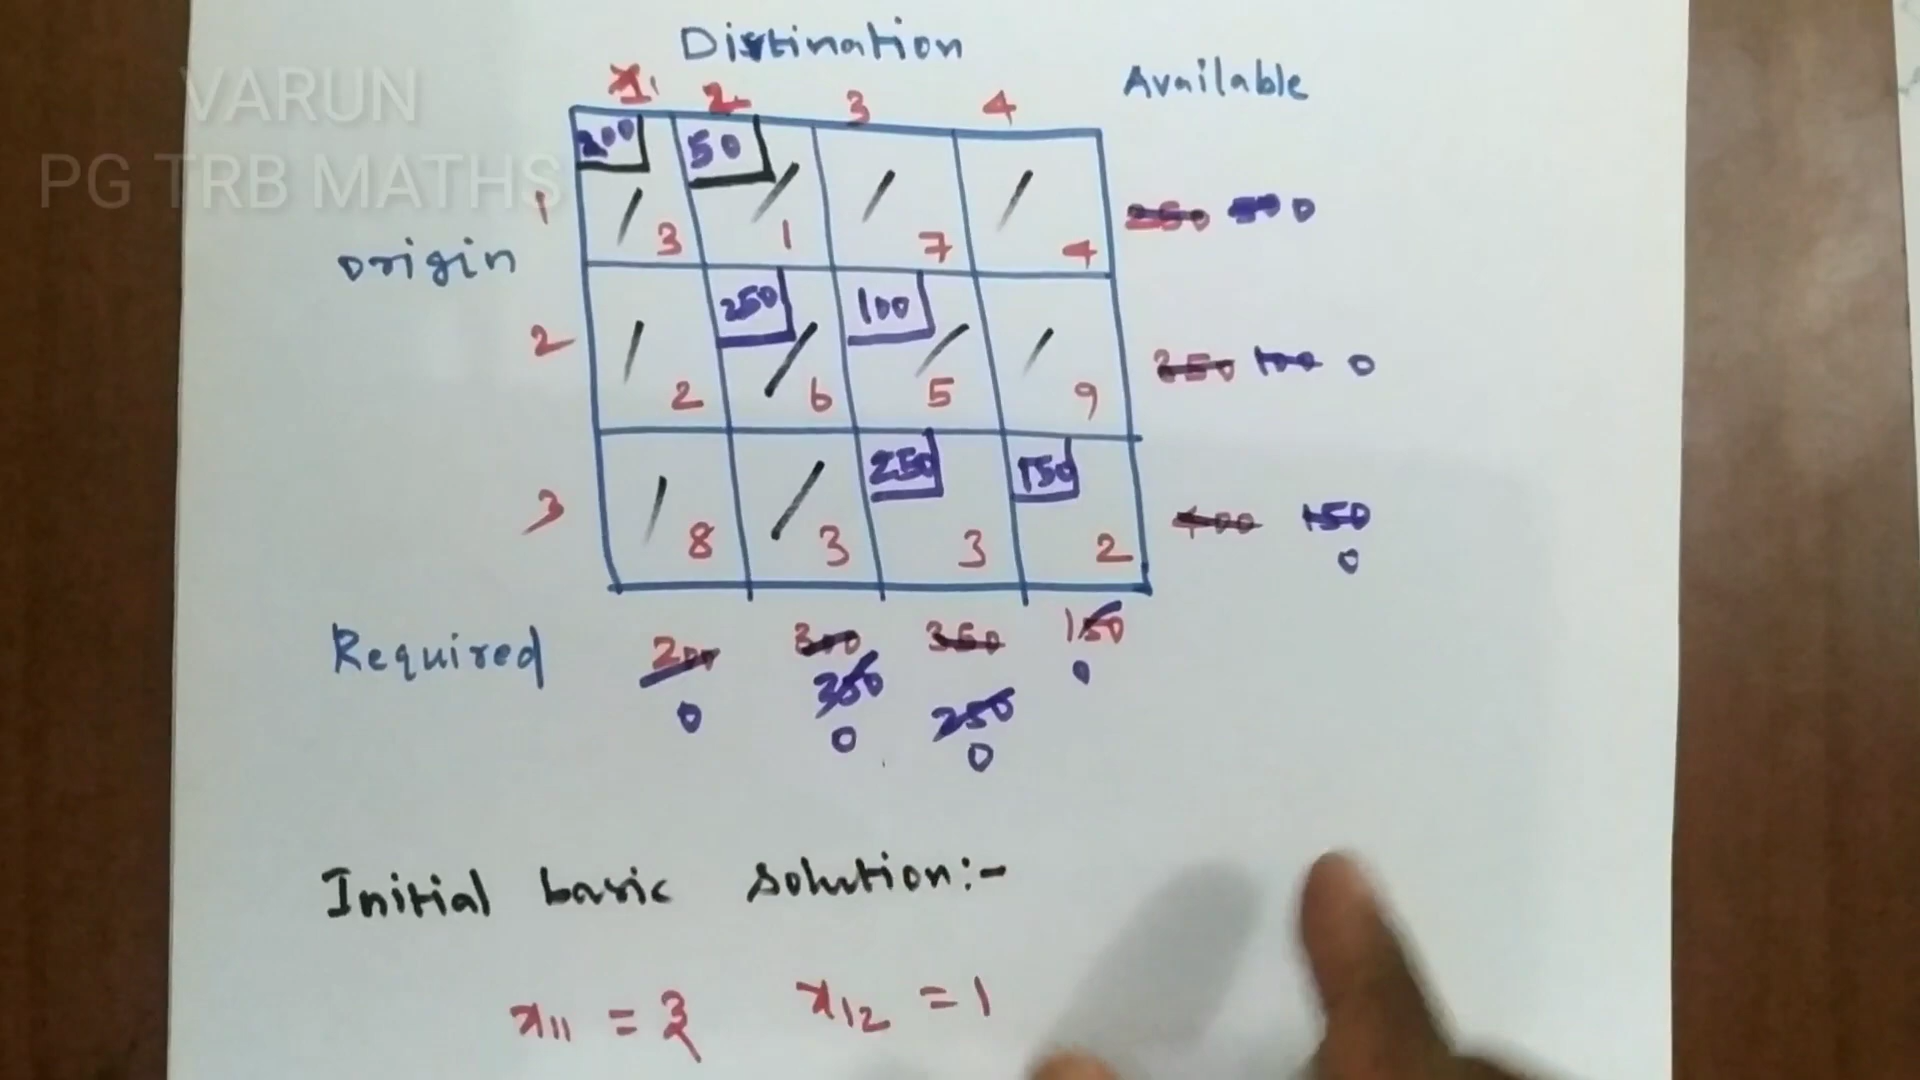 VARUN
PG TRB MATHS
Distination
Available
1 2 3 4
200 50
1 3 1 7 4 250 50 0
origin
250 100
2 2 6 5 9 350 100 0
250 150
3 8 3 3 2 400 150
0
Required 200 300 350 150
0 250 250 0
0 0
Initial basic solution:-
x11 = 3 x12 = 1